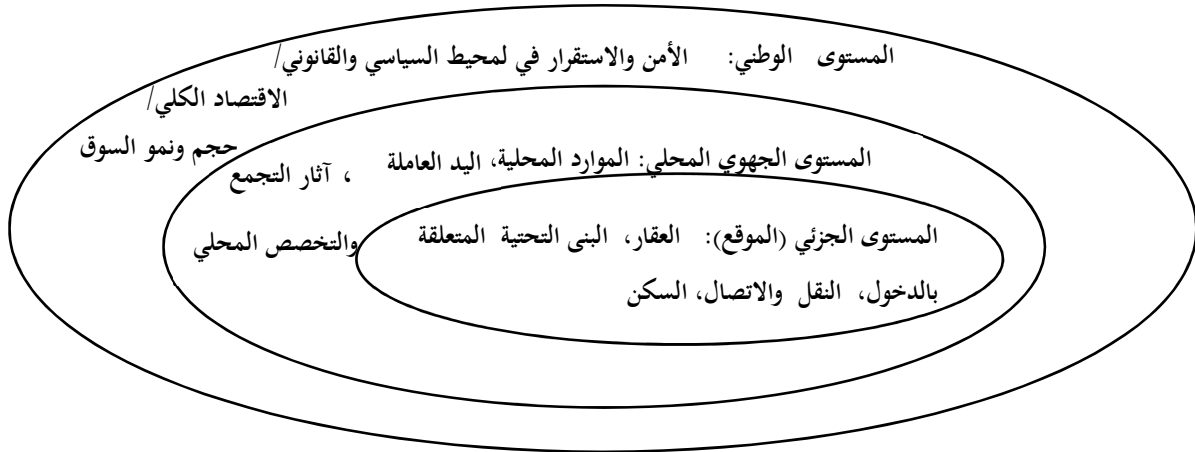 المستوى الوطني: الأمن والاستقرار في لمحيط السياسي والقانوني/
الاقتصاد الكلي/
حجم ونمو السوق
المستوى الجهوي المحلي: الموارد المحلية، اليد العاملة
، آثار التجمع
والتخصص المحلي
المستوى الجزئي (الموقع): العقار، البنى التحتية المتعلقة
بالدخول، النقل والاتصال، السكن